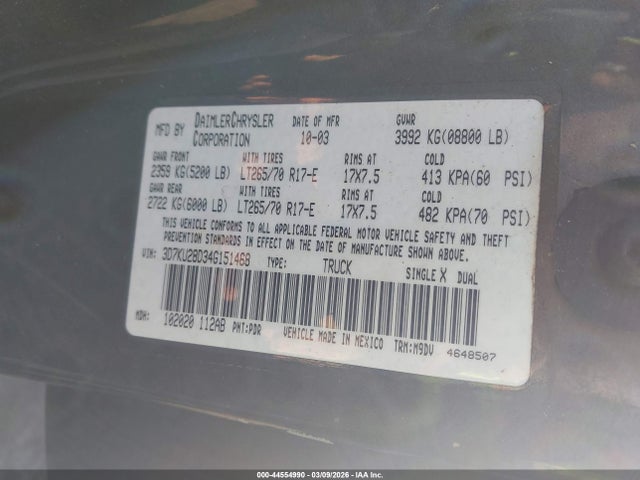 MFD BY DAIMLERCHRYSLER CORPORATION DATE OF MFR 10-03 GVWR 3992 KG(08800 LB)
GAWR FRONT WITH TIRES RIMS AT COLD
2359 KG(5200 LB) LT265/70 R17-E 17X7.5 413 KPA(60 PSI)
GAWR REAR WITH TIRES RIMS AT COLD
2722 KG(6000 LB) LT265/70 R17-E 17X7.5 482 KPA(70 PSI)
THIS VEHICLE CONFORMS TO ALL APPLICABLE FEDERAL MOTOR VEHICLE SAFETY AND THEFT
PREVENTION STANDARDS IN EFFECT ON THE DATE OF MANUFACTURE SHOWN ABOVE.
VIN: 3D7KU28D34G151468 TYPE: TRUCK SINGLE X DUAL
MDH: 102020 112AB PNT:PDR VEHICLE MADE IN MEXICO TRM:M9DV 4648507
000-44554990 | 03/09/2026 | IAA Inc.